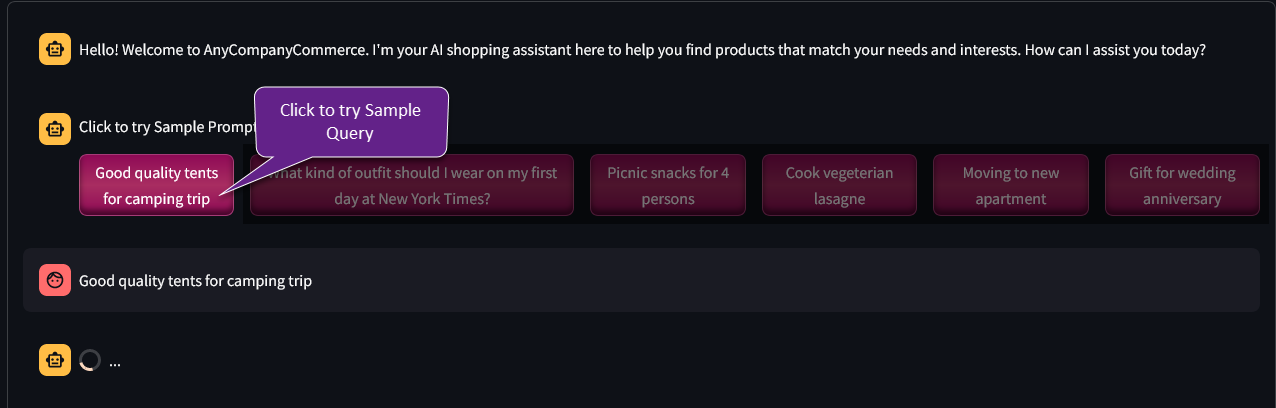 Hello! Welcome to AnyCompanyCommerce. I'm your AI shopping assistant here to help you find products that match your needs and interests. How can I assist you today?
Click to try Sample Prompt
Click to try Sample
Query
Good quality tents
for camping trip
hat kind of outfit should I wear on my first
day at New York Times?
Picnic snacks for 4
persons
Cook vegeterian
lasagne
Moving to new
apartment
Gift for wedding
anniversary
Good quality tents for camping trip
...